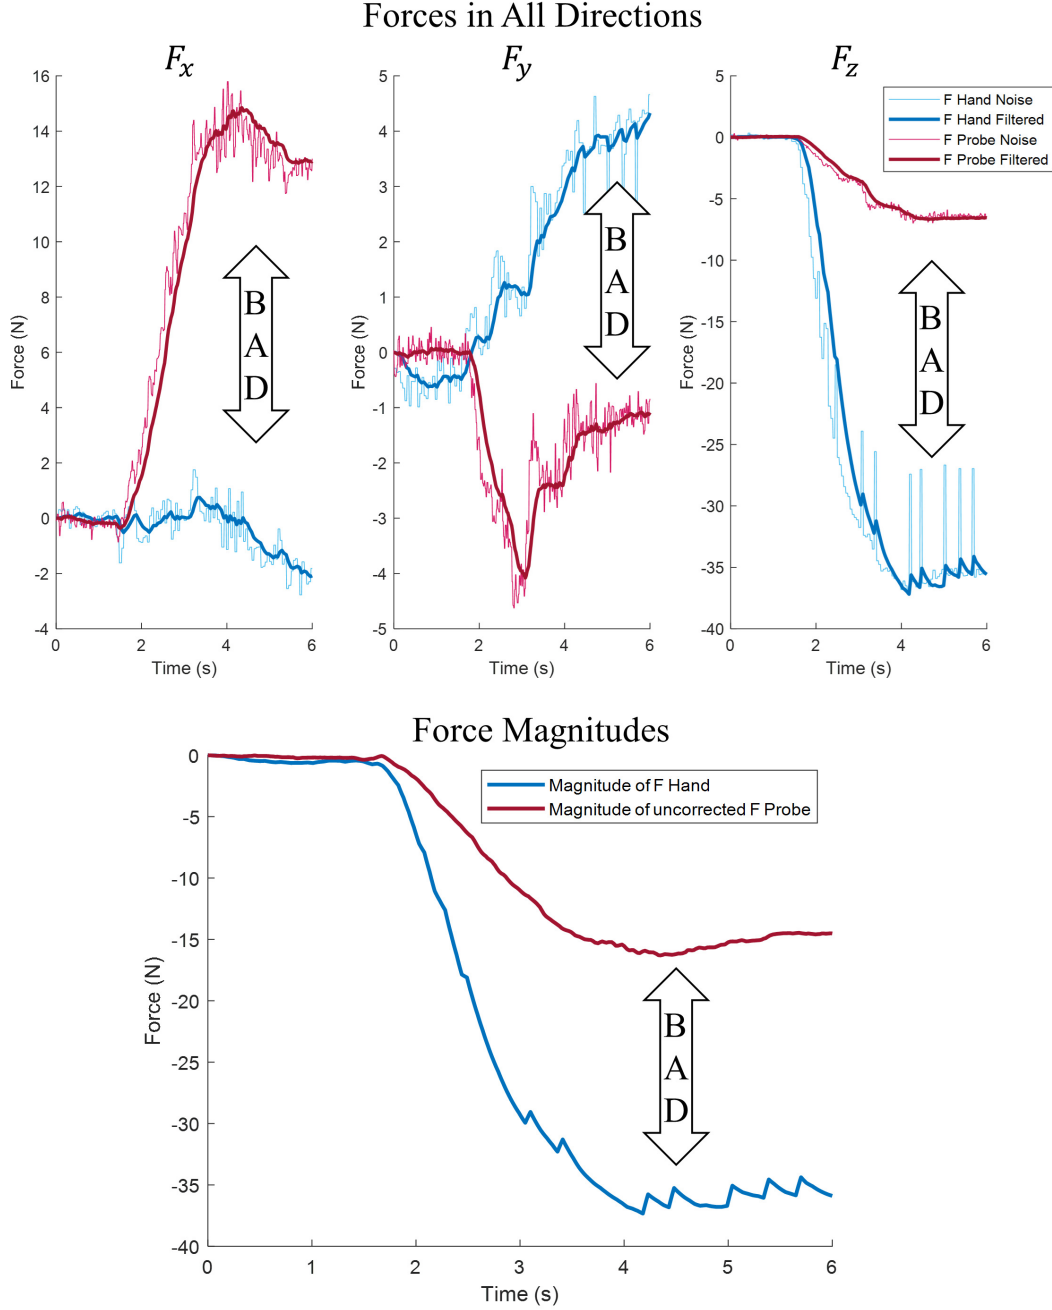 Forces in All Directions
Fx
Fy
Fz
16
14
12
10
8
6
4
2
0
-2
-4
Force (N)
0
2
4
6
Time (s)
B
A
D
5
4
3
2
1
0
-1
-2
-3
-4
-5
Force (N)
0
2
4
6
Time (s)
B
A
D
5
0
-5
-10
-15
-20
-25
-30
-35
-40
Force (N)
0
2
4
6
Time (s)
F Hand Noise
F Hand Filtered
F Probe Noise
F Probe Filtered
B
A
D
Force Magnitudes
0
-5
-10
-15
-20
-25
-30
-35
-40
Force (N)
0
1
2
3
4
5
6
Time (s)
Magnitude of F Hand
Magnitude of uncorrected F Probe
B
A
D